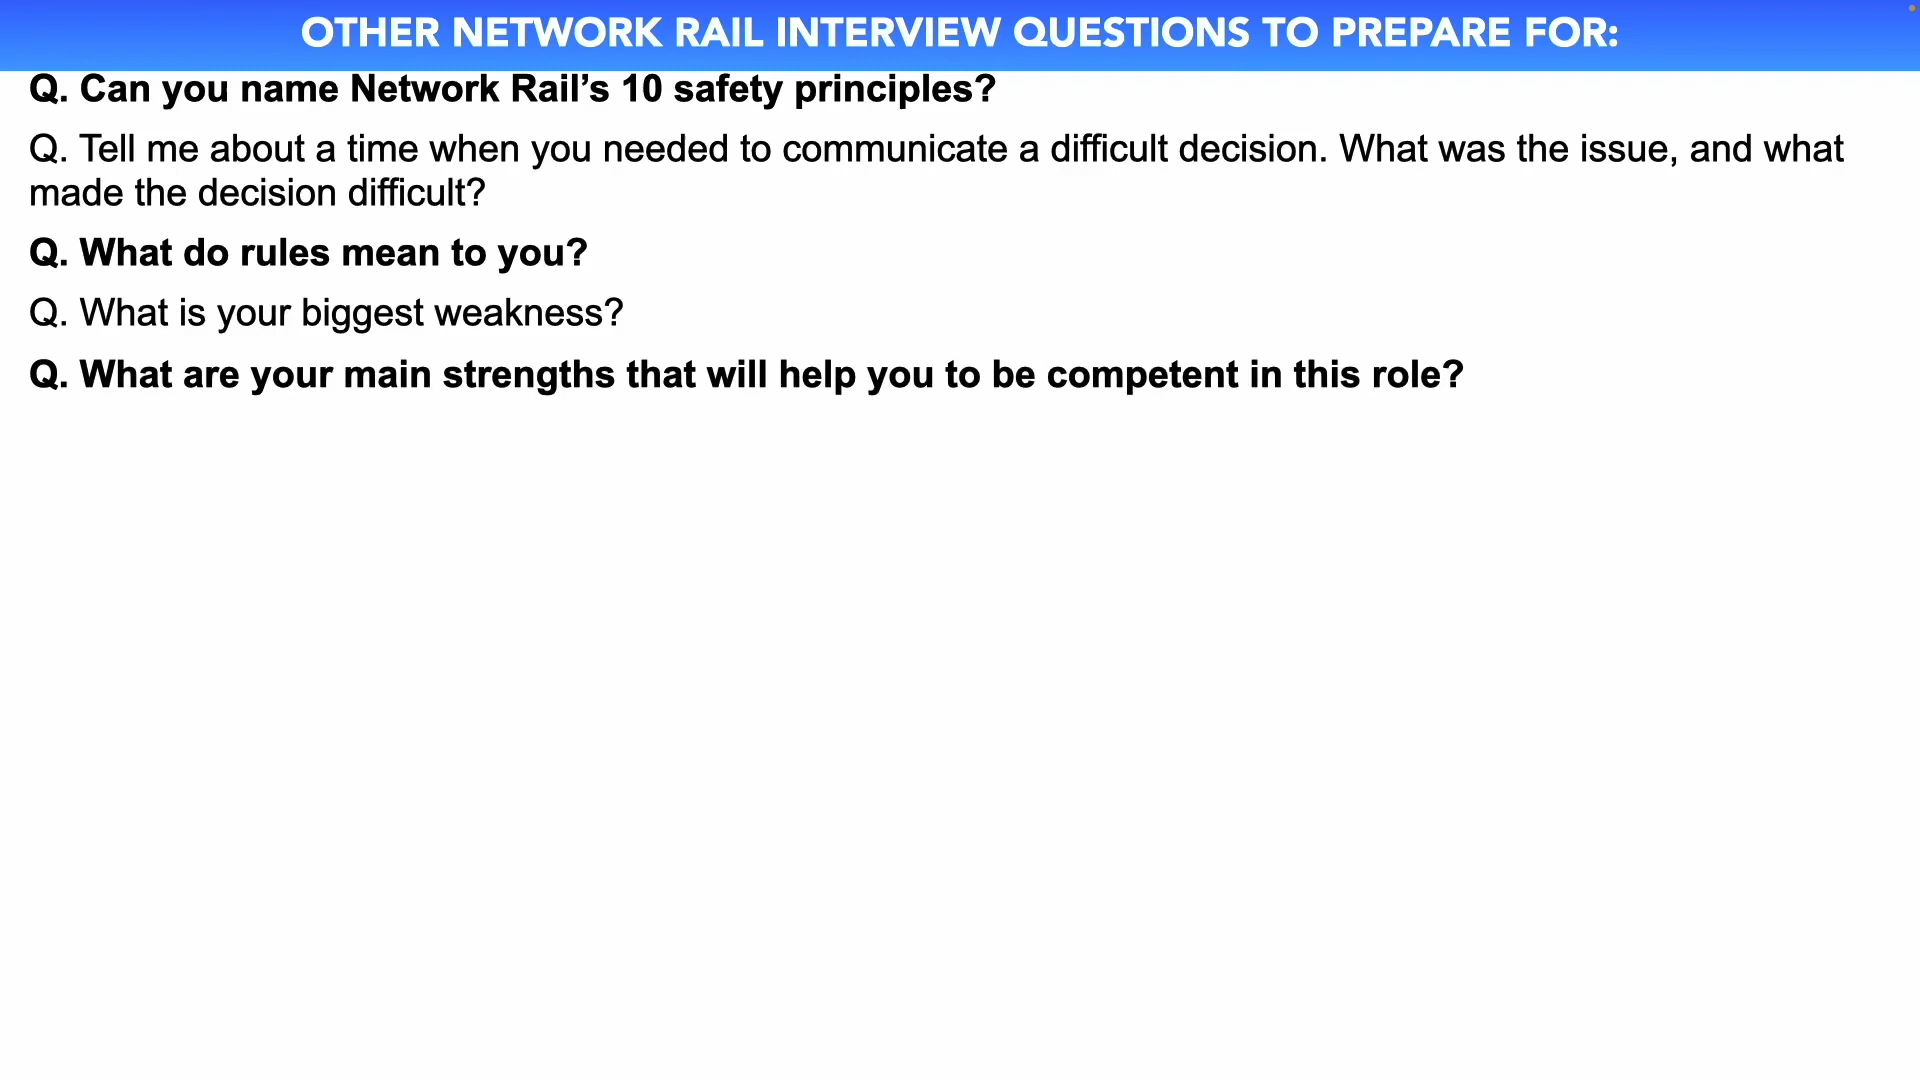 OTHER NETWORK RAIL INTERVIEW QUESTIONS TO PREPARE FOR:
Q. Can you name Network Rail’s 10 safety principles?
Q. Tell me about a time when you needed to communicate a difficult decision. What was the issue, and what
made the decision difficult?
Q. What do rules mean to you?
Q. What is your biggest weakness?
Q. What are your main strengths that will help you to be competent in this role?